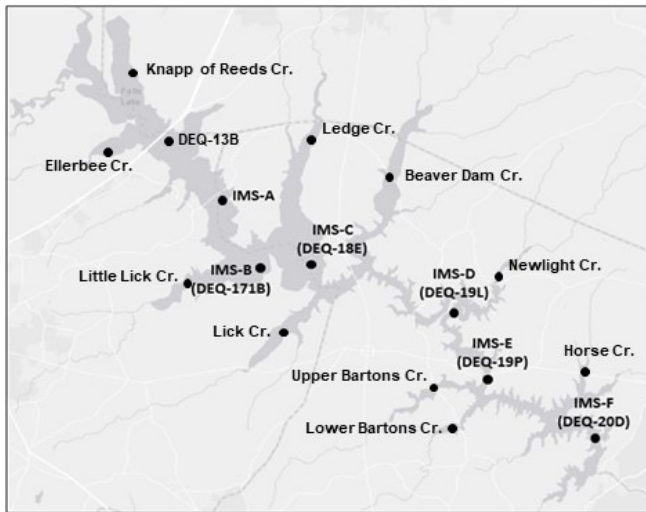 Knapp of Reeds Cr.
DEQ-13B
Ledge Cr.
Ellerbee Cr.
Beaver Dam Cr.
IMS-A
IMS-C
(DEQ-18E)
Little Lick Cr.
IMS-B
(DEQ-171B)
IMS-D
(DEQ-19L)
Newlight Cr.
Lick Cr.
IMS-E
(DEQ-19P)
Horse Cr.
Upper Bartons Cr.
IMS-F
(DEQ-20D)
Lower Bartons Cr.